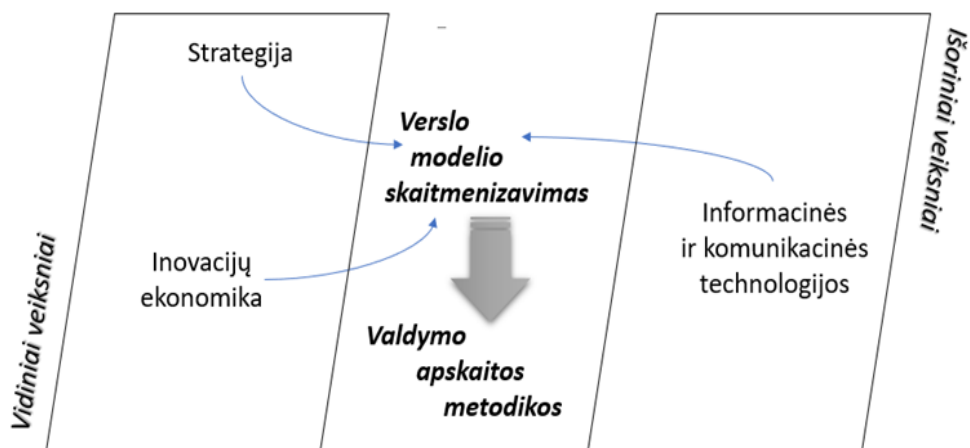 Strategija
Inovacijų
ekonomika
Vidiniai veiksniai
Verslo
modelio
skaitmenizavimas
Valdymo
apskaitos
metodikos
Informacinės
ir komunikacinės
technologijos
Išoriniai veiksniai